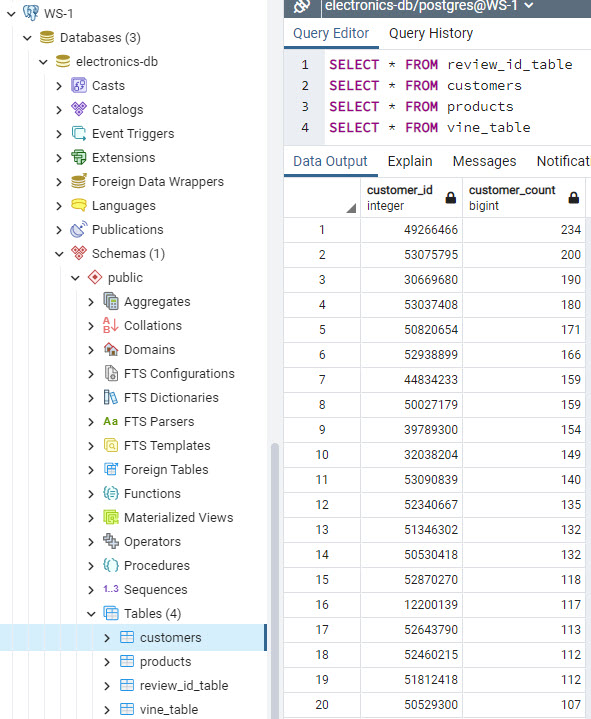 WS-1
Databases (3)
electronics-db
Casts
Catalogs
Event Triggers
Extensions
Foreign Data Wrappers
Languages
Publications
Schemas (1)
public
Aggregates
Collations
Domains
FTS Configurations
FTS Dictionaries
Aa FTS Parsers
FTS Templates
Foreign Tables
Functions
Materialized Views
Operators
Procedures
1..3 Sequences
Tables (4)
customers
products
review_id_table
vine_table
electronics-db/postgres@WS-1
Query Editor Query History
1 SELECT * FROM review_id_table
2 SELECT * FROM customers
3 SELECT * FROM products
4 SELECT * FROM vine_table
Data Output Explain Messages Notificat
customer_id customer_count
integer bigint
1 49266466 234
2 53075795 200
3 30669680 190
4 53037408 180
5 50820654 171
6 52938899 166
7 44834233 159
8 50027179 159
9 39789300 154
10 32038204 149
11 53090839 140
12 52340667 135
13 51346302 132
14 50530418 132
15 52870270 118
16 12200139 117
17 52643790 113
18 52460215 112
19 51812418 112
20 50529300 107